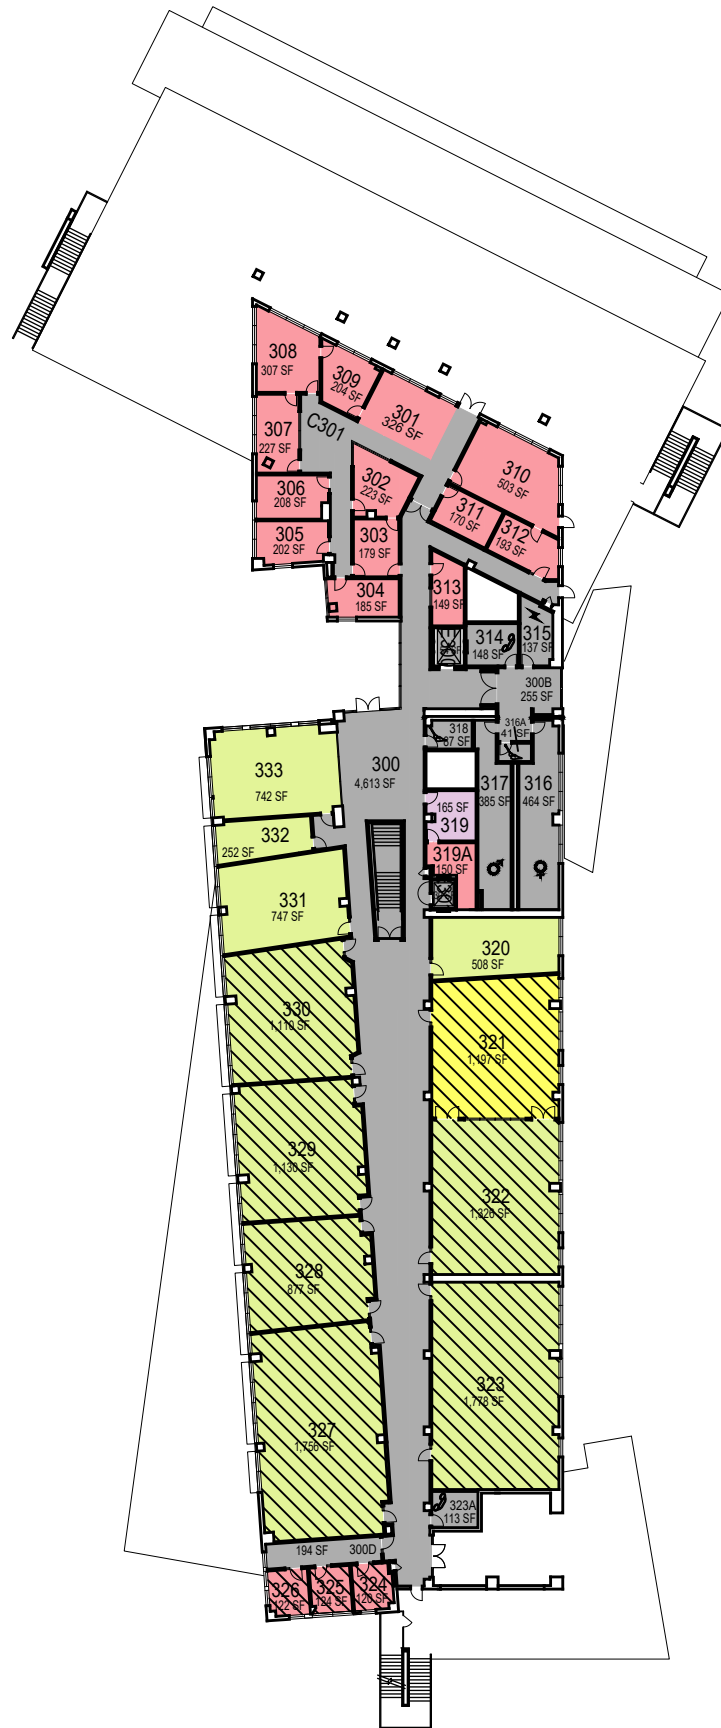 308
307 SF
309
204 SF
301
326 SF
C301
307
227 SF
310
503 SF
302
223 SF
306
208 SF
311
170 SF
312
193 SF
305
202 SF
303
179 SF
304
185 SF
313
149 SF
314
148 SF
315
137 SF
300B
255 SF
316A
41 SF
318
67 SF
300
4,613 SF
333
742 SF
317
385 SF
316
464 SF
165 SF
319
332
252 SF
319A
150 SF
331
747 SF
320
508 SF
330
1,110 SF
321
1,197 SF
329
1,130 SF
322
1,326 SF
328
877 SF
323
1,778 SF
327
1,756 SF
323A
113 SF
194 SF
300D
326
122 SF
325
124 SF
324
120 SF